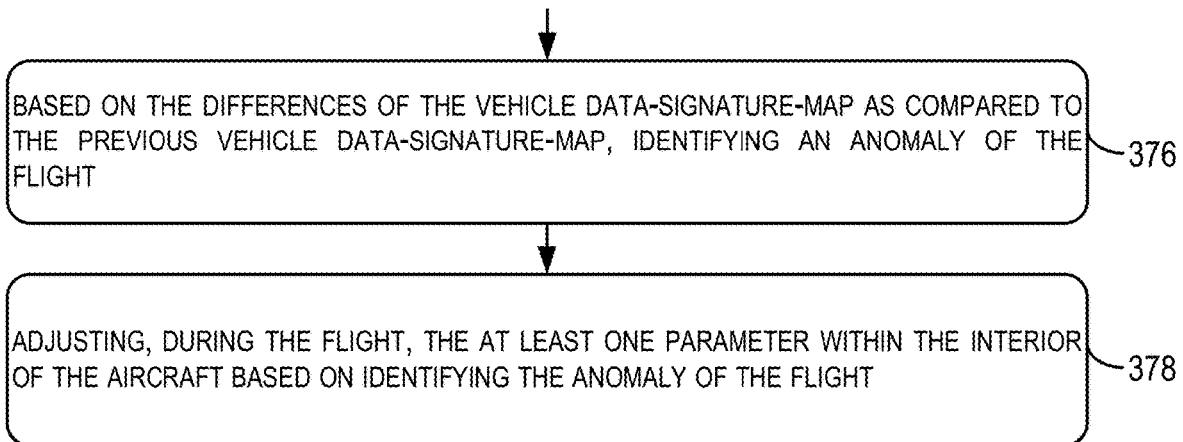 BASED ON THE DIFFERENCES OF THE VEHICLE DATA-SIGNATURE-MAP AS COMPARED TO
THE PREVIOUS VEHICLE DATA-SIGNATURE-MAP, IDENTIFYING AN ANOMALY OF THE
FLIGHT
376
ADJUSTING, DURING THE FLIGHT, THE AT LEAST ONE PARAMETER WITHIN THE INTERIOR
OF THE AIRCRAFT BASED ON IDENTIFYING THE ANOMALY OF THE FLIGHT
378